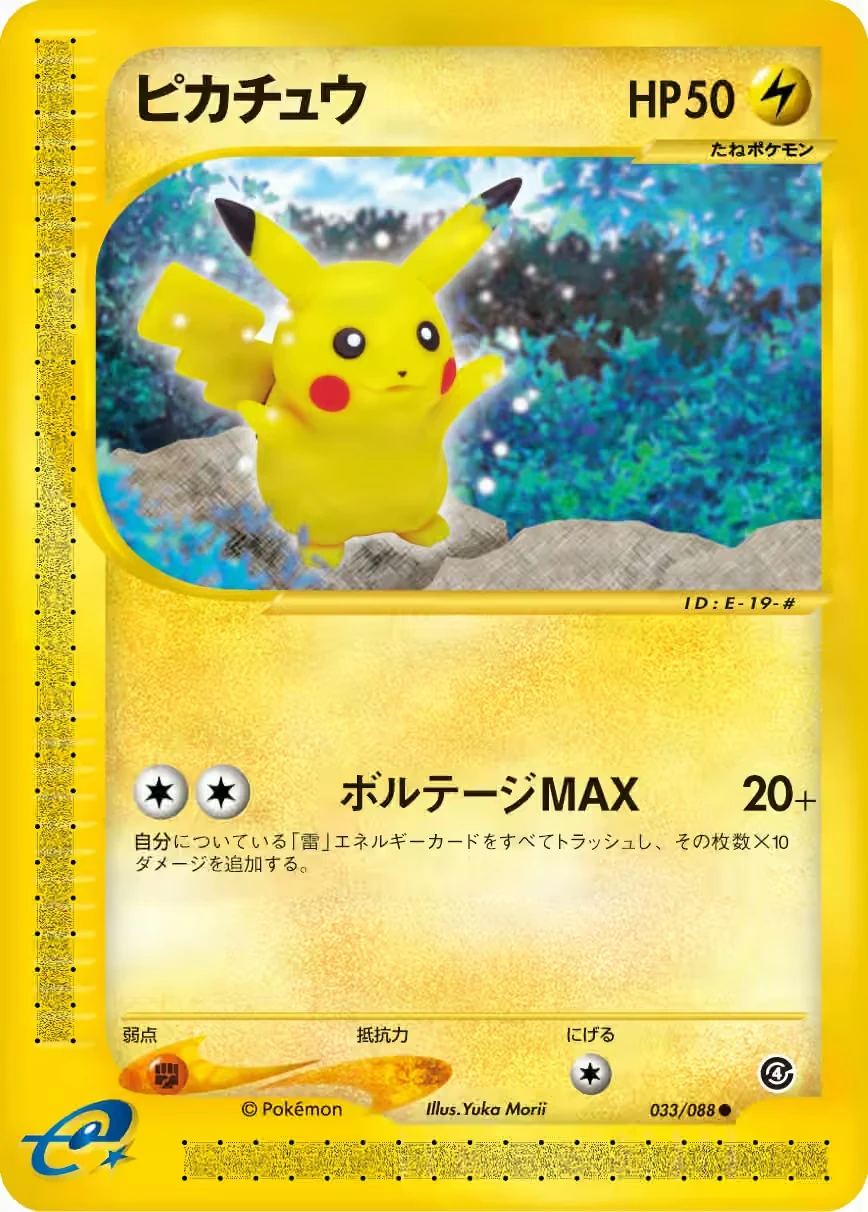 ピカチュウ HP50
たねポケモン
ID:E-19-#
ボルテージMAX 20+
自分についている「雷」エネルギーカードをすべてトラッシュし、その枚数×10
ダメージを追加する。
弱点 抵抗力 にげる
4
© Pokémon Illus.Yuka Morii 033/088●
e